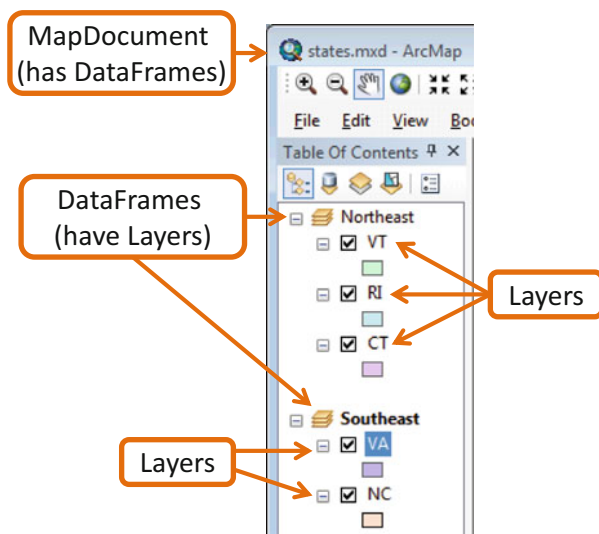 MapDocument
(has DataFrames)
states.mxd - ArcMap
File Edit View
Table Of Contents
DataFrames
(have Layers)
Northeast
VT
RI
CT
Layers
Southeast
VA
NC
Layers